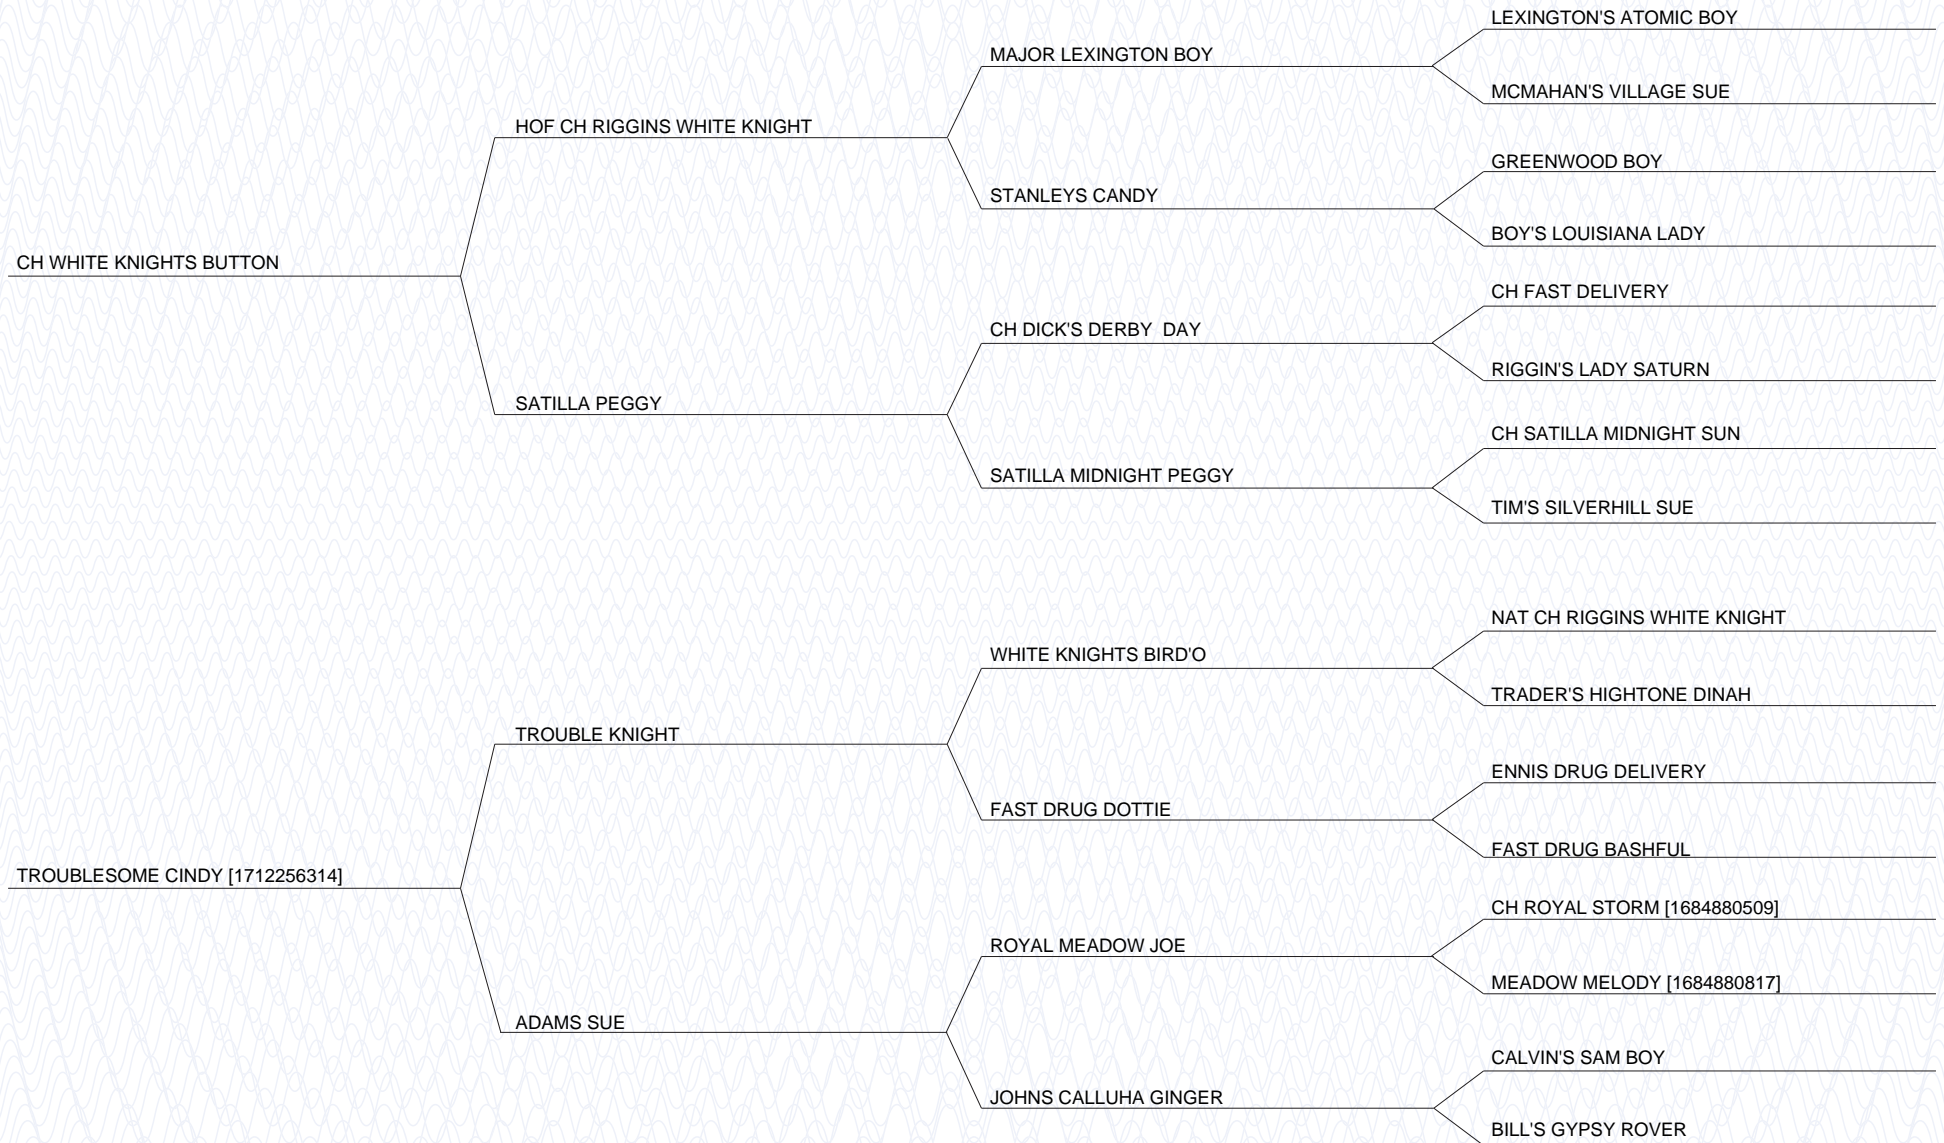 LEXINGTON'S ATOMIC BOY
MAJOR LEXINGTON BOY
MCMAHAN'S VILLAGE SUE
HOF CH RIGGINS WHITE KNIGHT
GREENWOOD BOY
STANLEYS CANDY
BOY'S LOUISIANA LADY
CH WHITE KNIGHTS BUTTON
CH FAST DELIVERY
CH DICK'S DERBY  DAY
RIGGIN'S LADY SATURN
SATILLA PEGGY
CH SATILLA MIDNIGHT SUN
SATILLA MIDNIGHT PEGGY
TIM'S SILVERHILL SUE
NAT CH RIGGINS WHITE KNIGHT
WHITE KNIGHTS BIRD'O
TRADER'S HIGHTONE DINAH
TROUBLE KNIGHT
ENNIS DRUG DELIVERY
FAST DRUG DOTTIE
FAST DRUG BASHFUL
TROUBLESOME CINDY [1712256314]
CH ROYAL STORM [1684880509]
ROYAL MEADOW JOE
MEADOW MELODY [1684880817]
ADAMS SUE
CALVIN'S SAM BOY
JOHNS CALLUHA GINGER
BILL'S GYPSY ROVER